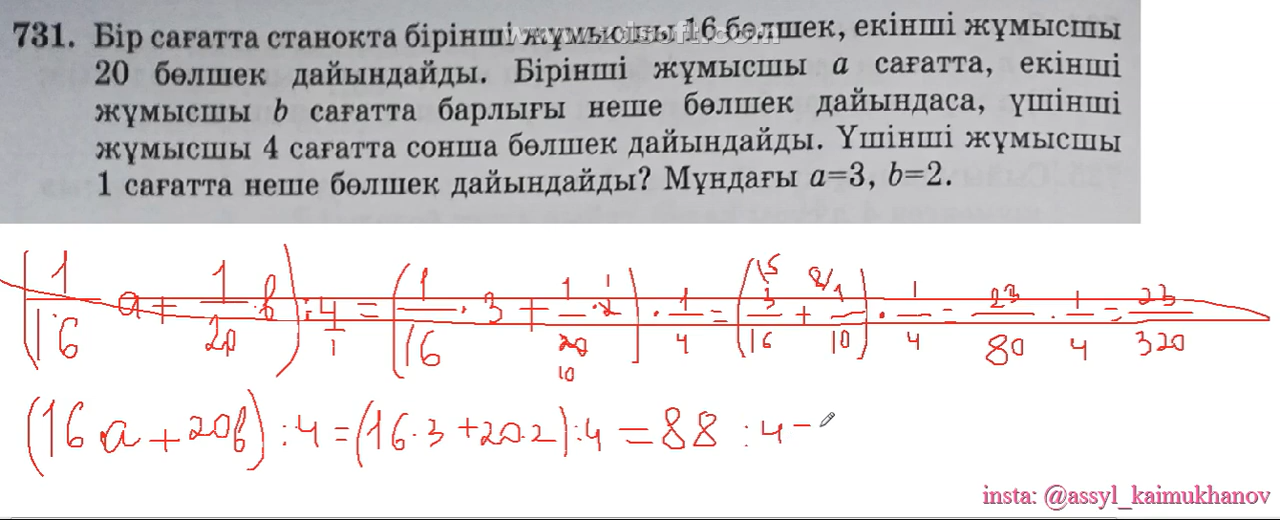 731. Бір сағатта станокта бірінші жұмысшы 16 бөлшек, екінші жұмысшы
20 бөлшек дайындайды. Бірінші жұмысшы a сағатта, екінші
жұмысшы b сағатта барлығы неше бөлшек дайындаса, үшінші
жұмысшы 4 сағатта сонша бөлшек дайындайды. Үшінші жұмысшы
1 сағатта неше бөлшек дайындайды? Мұндағы a=3, b=2.
(1/16 a + 1/20 b) : 4/1 = (1/16 · 3 + 1/20 · 2) · 1/4 = (3/16 + 1/10) · 1/4 = 23/80 · 1/4 = 23/320
(16a + 20b) : 4 = (16·3 + 20·2) : 4 = 88 : 4 =
insta: @assyl_kaimukhanov